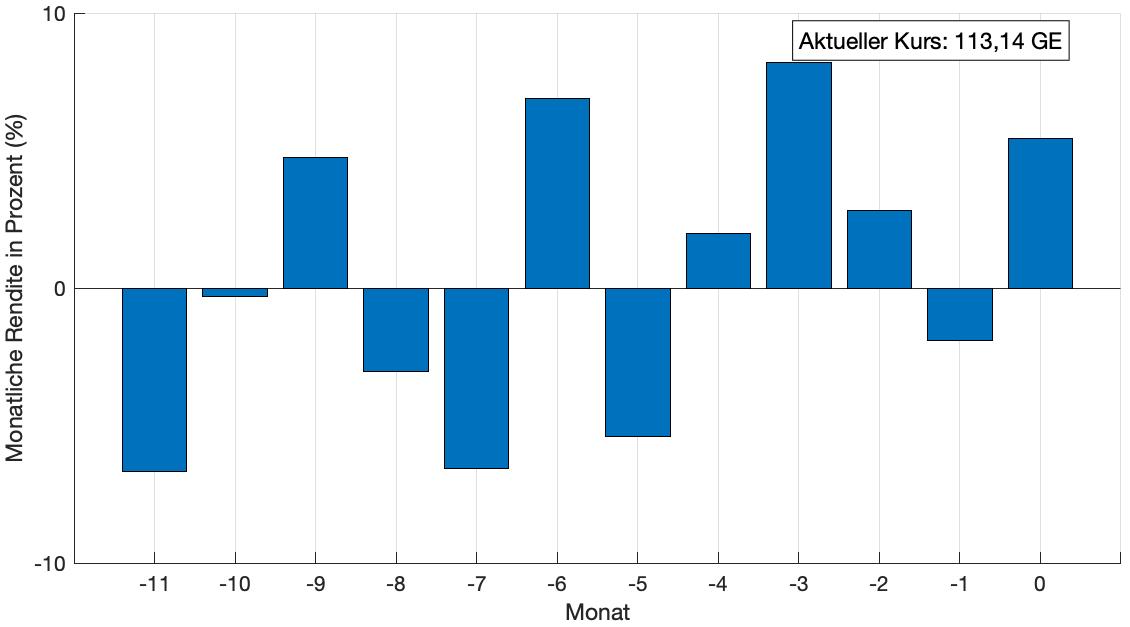 10
Aktueller Kurs: 113,14 GE
0
-10
Monatliche Rendite in Prozent (%)
-11 -10 -9 -8 -7 -6 -5 -4 -3 -2 -1 0
Monat